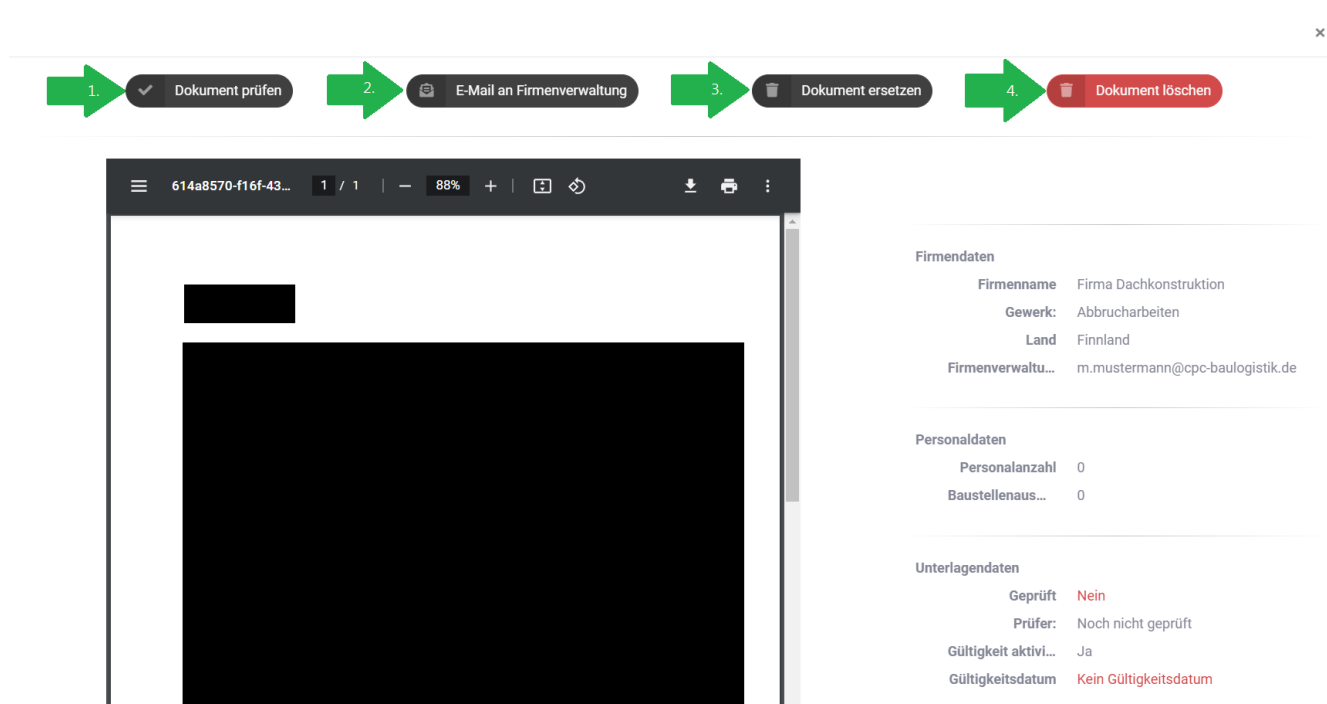 ×
1. Dokument prüfen 2. E-Mail an Firmenverwaltung 3. Dokument ersetzen 4. Dokument löschen
614a8570-f16f-43... 1 / 1 88%
Firmendaten
Firmenname Firma Dachkonstruktion
Gewerk: Abbrucharbeiten
Land Finnland
Firmenverwaltu... m.mustermann@cpc-baulogistik.de
Personaldaten
Personalanzahl 0
Baustellenaus... 0
Unterlagendaten
Geprüft Nein
Prüfer: Noch nicht geprüft
Gültigkeit aktivi... Ja
Gültigkeitsdatum Kein Gültigkeitsdatum